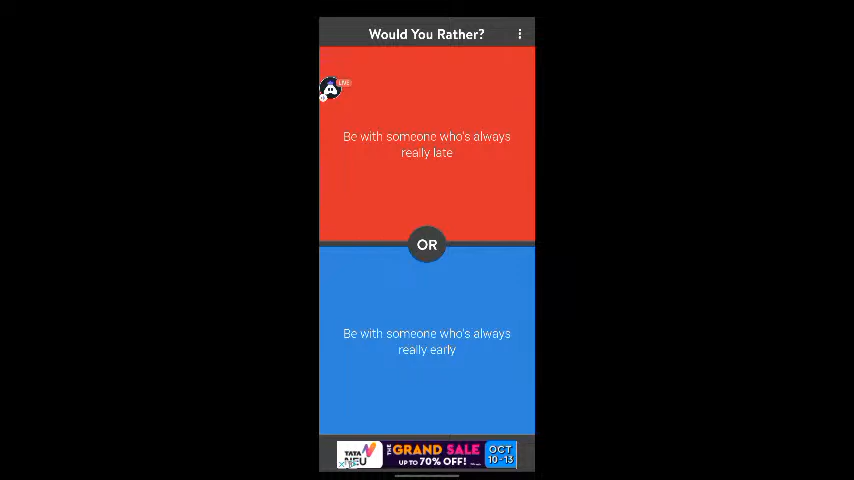 Would You Rather?
LIVE
Be with someone who's always
really late
OR
Be with someone who's always
really early
TATA
NEU
THE GRAND SALE
UP TO 70% OFF!
OCT
10-13